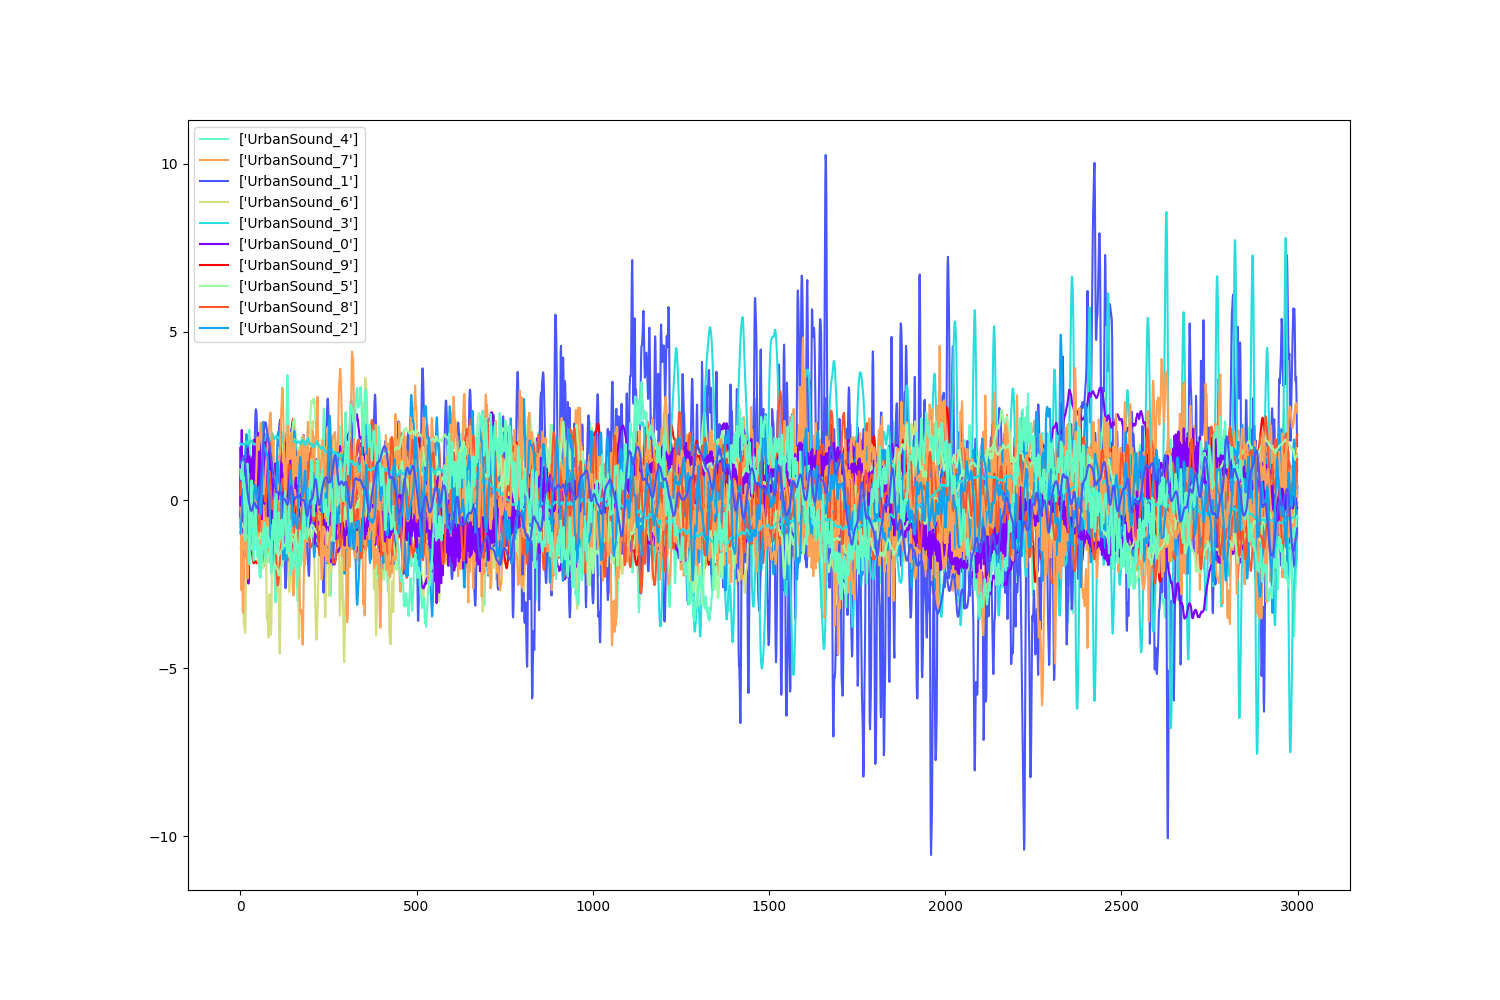 ['UrbanSound_4']
['UrbanSound_7']
['UrbanSound_1']
['UrbanSound_6']
['UrbanSound_3']
['UrbanSound_0']
['UrbanSound_9']
['UrbanSound_5']
['UrbanSound_8']
['UrbanSound_2']
10
5
0
−5
−10
0 500 1000 1500 2000 2500 3000